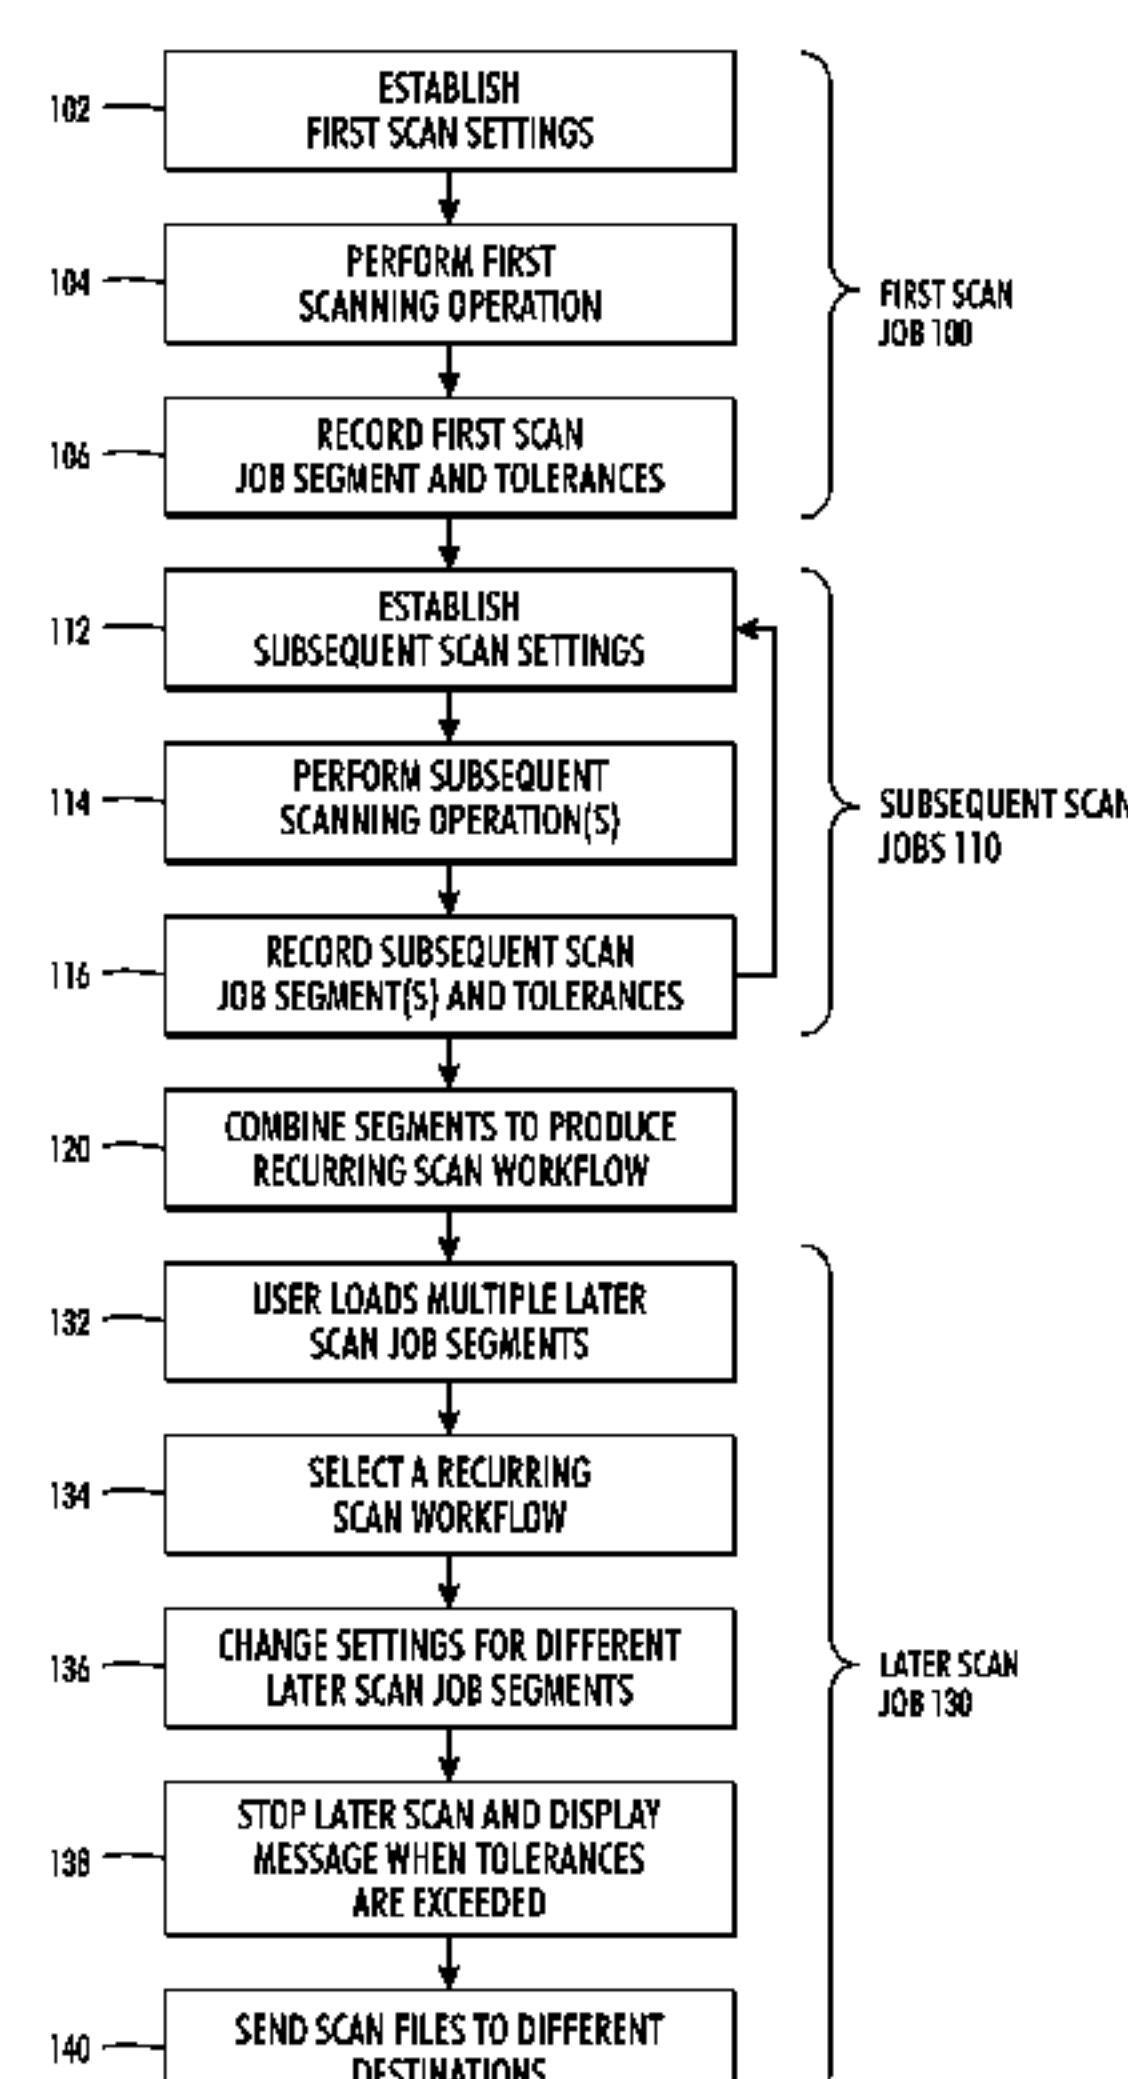 102
ESTABLISH
FIRST SCAN SETTINGS
104
PERFORM FIRST
SCANNING OPERATION
FIRST SCAN
JOB 100
106
RECORD FIRST SCAN
JOB SEGMENT AND TOLERANCES
112
ESTABLISH
SUBSEQUENT SCAN SETTINGS
114
PERFORM SUBSEQUENT
SCANNING OPERATION(S)
SUBSEQUENT SCAN
JOBS 110
116
RECORD SUBSEQUENT SCAN
JOB SEGMENT(S) AND TOLERANCES
120
COMBINE SEGMENTS TO PRODUCE
RECURRING SCAN WORKFLOW
132
USER LOADS MULTIPLE LATER
SCAN JOB SEGMENTS
134
SELECT A RECURRING
SCAN WORKFLOW
136
CHANGE SETTINGS FOR DIFFERENT
LATER SCAN JOB SEGMENTS
LATER SCAN
JOB 130
138
STOP LATER SCAN AND DISPLAY
MESSAGE WHEN TOLERANCES
ARE EXCEEDED
140
SEND SCAN FILES TO DIFFERENT
DESTINATIONS